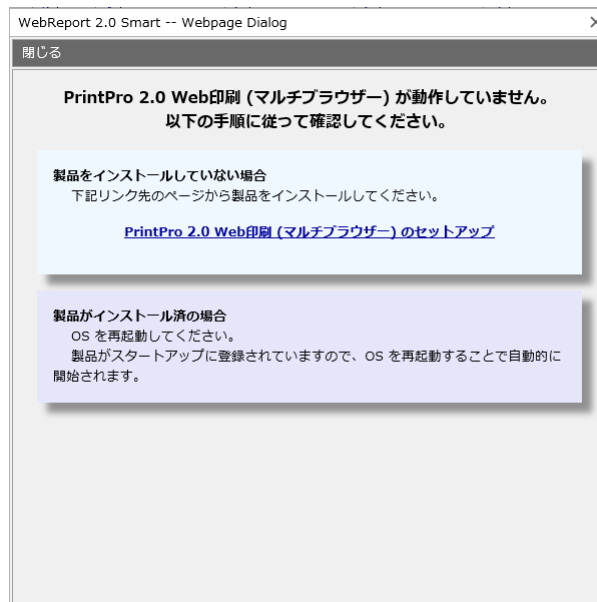 WebReport 2.0 Smart -- Webpage Dialog
閉じる
PrintPro 2.0 Web印刷 (マルチブラウザー) が動作していません。
以下の手順に従って確認してください。
製品をインストールしていない場合
下記リンク先のページから製品をインストールしてください。
PrintPro 2.0 Web印刷 (マルチブラウザー) のセットアップ
製品がインストール済の場合
OS を再起動してください。
製品がスタートアップに登録されていますので、OS を再起動することで自動的に
開始されます。